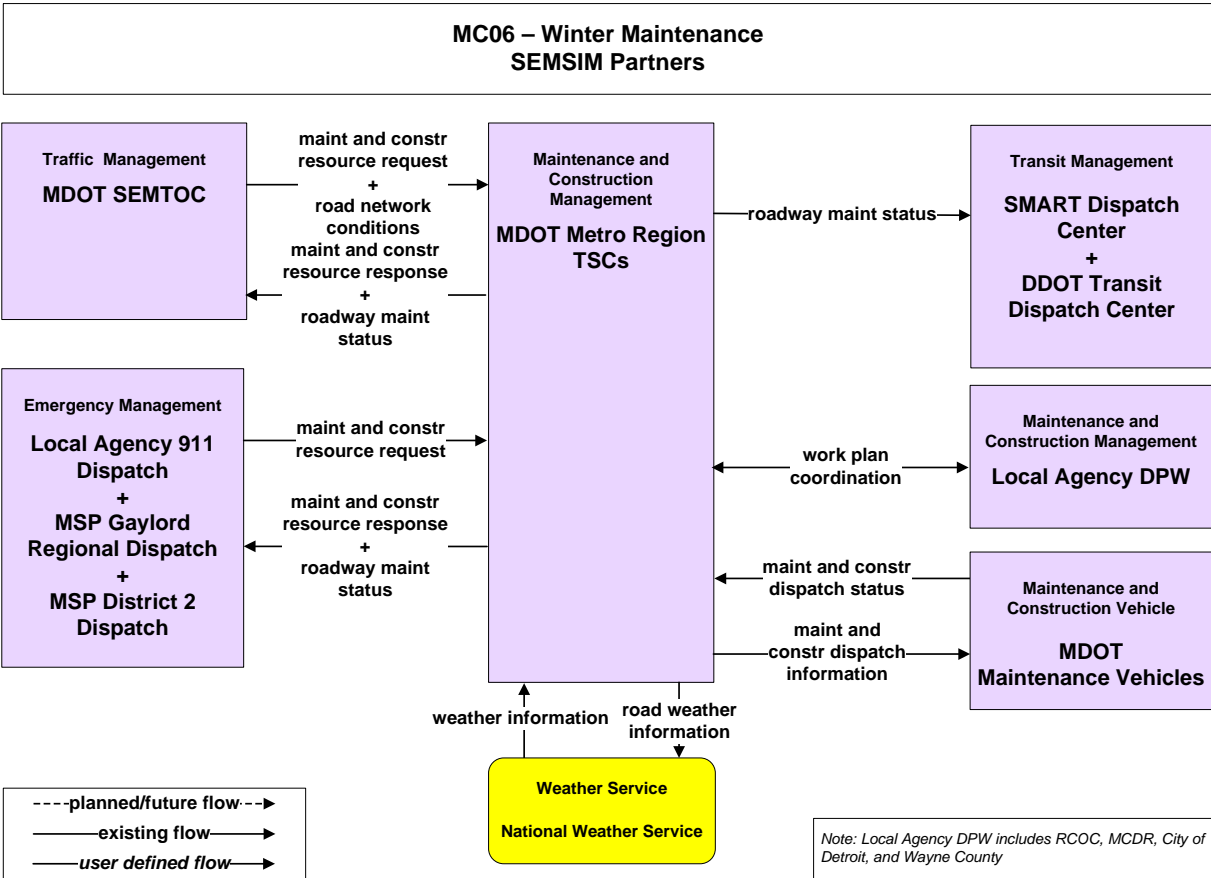 MC06 – Winter Maintenance
SEMSIM Partners
Traffic Management
MDOT SEMTOC
maint and constr
resource request
+
road network
conditions
maint and constr
resource response
+
roadway maint
status
Maintenance and
Construction
Management
MDOT Metro Region
TSCs
roadway maint status
Transit Management
SMART Dispatch
Center
+
DDOT Transit
Dispatch Center
Emergency Management
Local Agency 911
Dispatch
+
MSP Gaylord
Regional Dispatch
+
MSP District 2
Dispatch
maint and constr
resource request
maint and constr
resource response
+
roadway maint
status
work plan
coordination
Maintenance and
Construction Management
Local Agency DPW
maint and constr
dispatch status
maint and
constr dispatch
information
Maintenance and
Construction Vehicle
MDOT
Maintenance Vehicles
weather information
road weather
information
Weather Service
National Weather Service
planned/future flow
existing flow
user defined flow
Note: Local Agency DPW includes RCOC, MCDR, City of
Detroit, and Wayne County